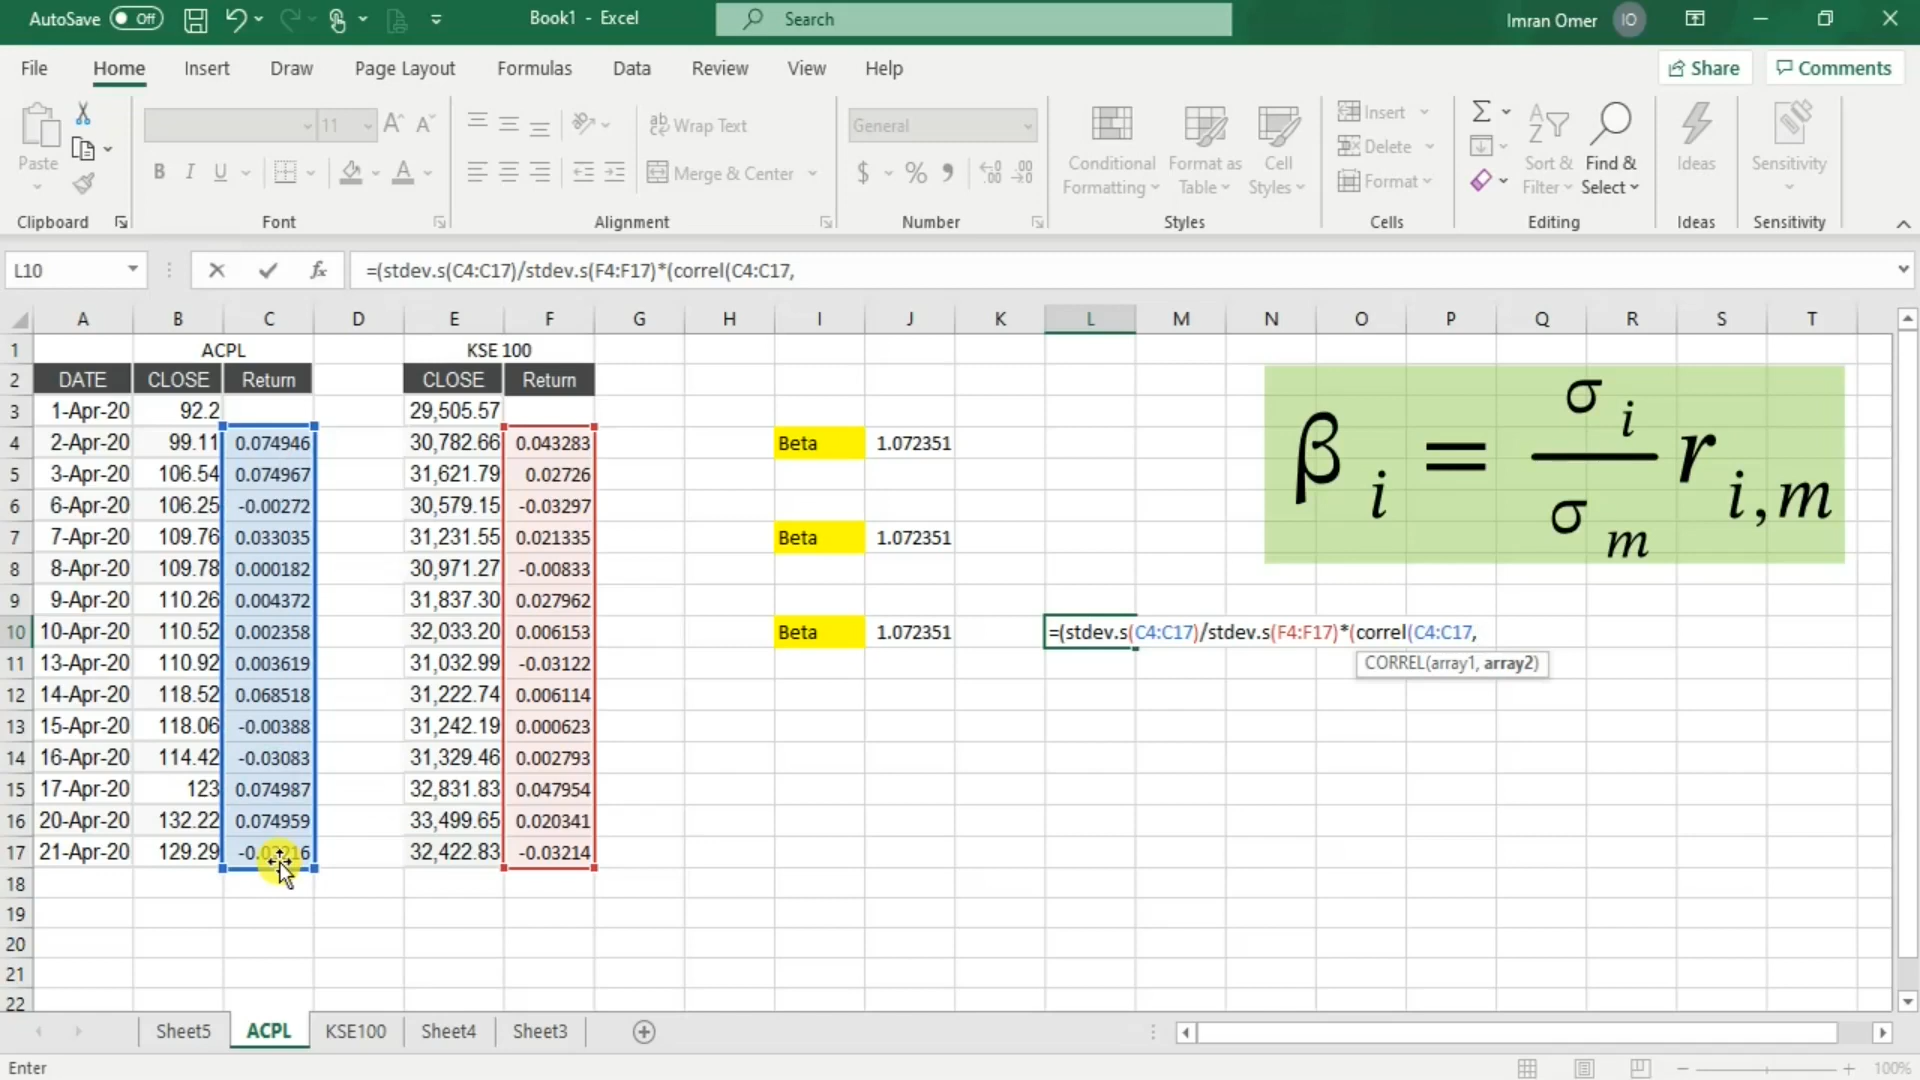 AutoSave Off Book1 - Excel Search Imran Omer IO
File Home Insert Draw Page Layout Formulas Data Review View Help Share Comments
Paste
11
Wrap Text
Merge & Center
General
$ %
Conditional Formatting
Format as Table
Cell Styles
Insert
Delete
Format
Sort & Filter
Find & Select
Ideas
Sensitivity
Clipboard Font Alignment Number Styles Cells Editing Ideas Sensitivity
L10 fx =(stdev.s(C4:C17)/stdev.s(F4:F17)*(correl(C4:C17,
A B C D E F G H I J K L M N O P Q R S T
1 ACPL KSE 100
2 DATE CLOSE Return CLOSE Return
3 1-Apr-20 92.2 29,505.57
4 2-Apr-20 99.11 0.074946 30,782.66 0.043283 Beta 1.072351
5 3-Apr-20 106.54 0.074967 31,621.79 0.02726
6 6-Apr-20 106.25 -0.00272 30,579.15 -0.03297
7 7-Apr-20 109.76 0.033035 31,231.55 0.021335 Beta 1.072351
8 8-Apr-20 109.78 0.000182 30,971.27 -0.00833
9 9-Apr-20 110.26 0.004372 31,837.30 0.027962
10 10-Apr-20 110.52 0.002358 32,033.20 0.006153 Beta 1.072351 =(stdev.s(C4:C17)/stdev.s(F4:F17)*(correl(C4:C17,
11 13-Apr-20 110.92 0.003619 31,032.99 -0.03122 CORREL(array1, array2)
12 14-Apr-20 118.52 0.068518 31,222.74 0.006114
13 15-Apr-20 118.06 -0.00388 31,242.19 0.000623
14 16-Apr-20 114.42 -0.03083 31,329.46 0.002793
15 17-Apr-20 123 0.074987 32,831.83 0.047954
16 20-Apr-20 132.22 0.074959 33,499.65 0.020341
17 21-Apr-20 129.29 32,422.83 -0.03214
18
19
20
21
22
β i = σ i / σ m r i,m
Sheet5 ACPL KSE100 Sheet4 Sheet3
Enter 100%